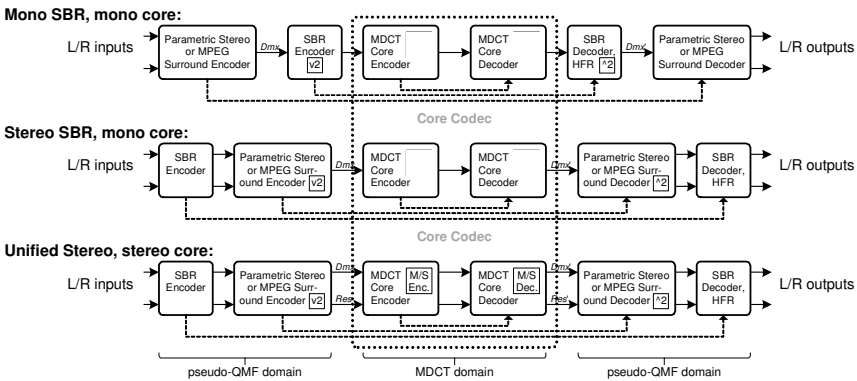 Mono SBR, mono core:
L/R inputs
Parametric Stereo
or MPEG
Surround Encoder
Dmx
SBR
Encoder
v2
MDCT
Core
Encoder
MDCT
Core
Decoder
SBR
Decoder,
HFR ^2
Dmx'
Parametric Stereo
or MPEG
Surround Decoder
L/R outputs
Core Codec
Stereo SBR, mono core:
L/R inputs
SBR
Encoder
Parametric Stereo
or MPEG Surr-
ound Encoder v2
Dmx
MDCT
Core
Encoder
MDCT
Core
Decoder
Dmx'
Parametric Stereo
or MPEG Surr-
ound Decoder ^2
SBR
Decoder,
HFR
L/R outputs
Core Codec
Unified Stereo, stereo core:
L/R inputs
SBR
Encoder
Parametric Stereo
or MPEG Surr-
ound Encoder v2
Dmx
Res
MDCT
Core
Encoder
M/S
Enc.
MDCT
Core
Decoder
M/S
Dec.
Dmx'
Res'
Parametric Stereo
or MPEG Surr-
ound Decoder ^2
SBR
Decoder,
HFR
L/R outputs
pseudo-QMF domain
MDCT domain
pseudo-QMF domain